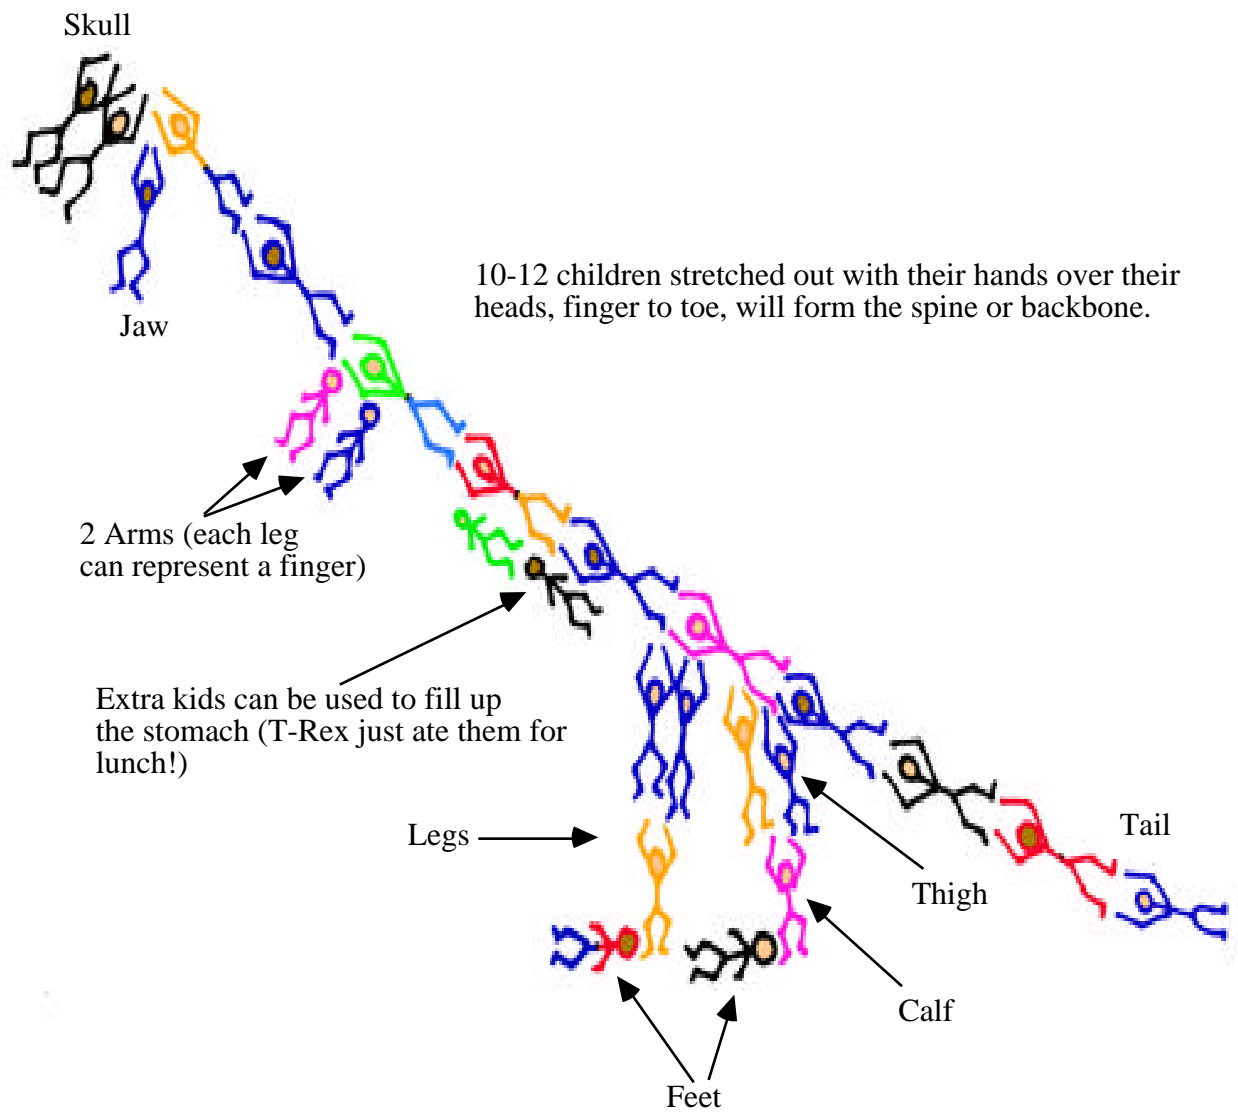 Skull
10-12 children stretched out with their hands over their
heads, finger to toe, will form the spine or backbone.
Jaw
2 Arms (each leg
can represent a finger)
Extra kids can be used to fill up
the stomach (T-Rex just ate them for
lunch!)
Legs
Tail
Thigh
Calf
Feet